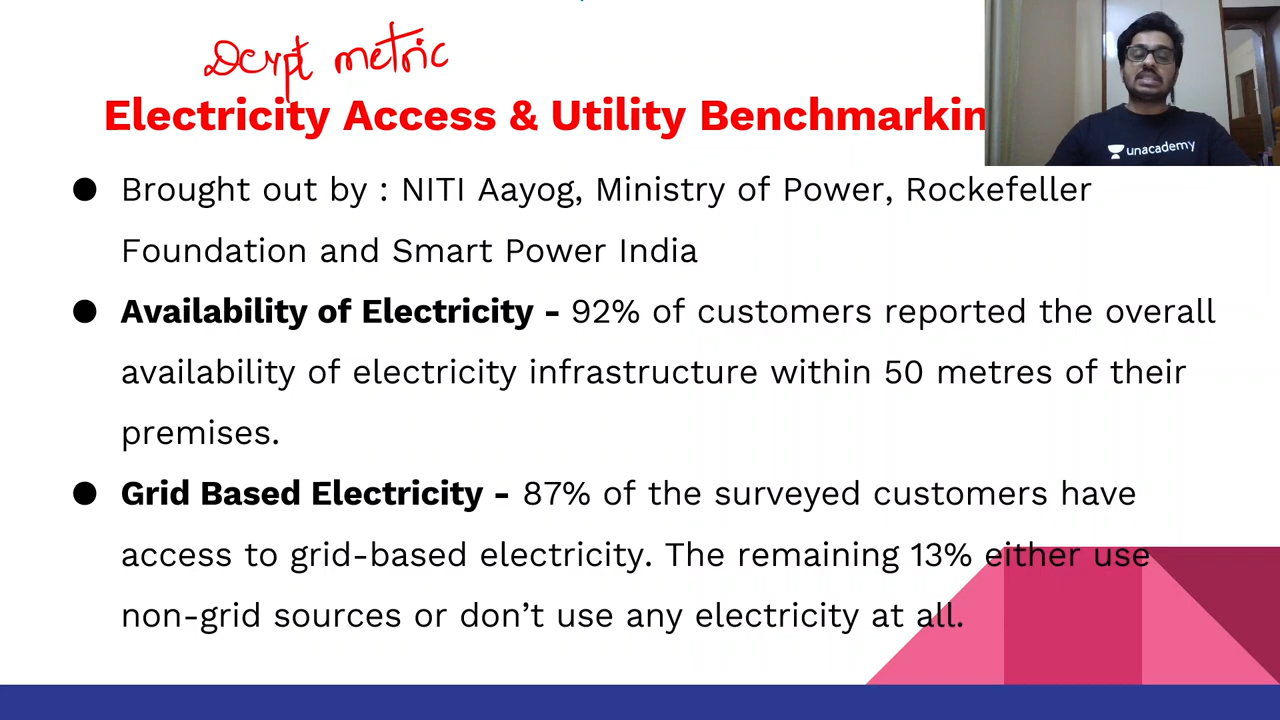 metric
Electricity Access & Utility Benchmarkin
unacademy
● Brought out by : NITI Aayog, Ministry of Power, Rockefeller
Foundation and Smart Power India
● Availability of Electricity - 92% of customers reported the overall
availability of electricity infrastructure within 50 metres of their
premises.
● Grid Based Electricity - 87% of the surveyed customers have
access to grid-based electricity. The remaining 13% either use
non-grid sources or don’t use any electricity at all.